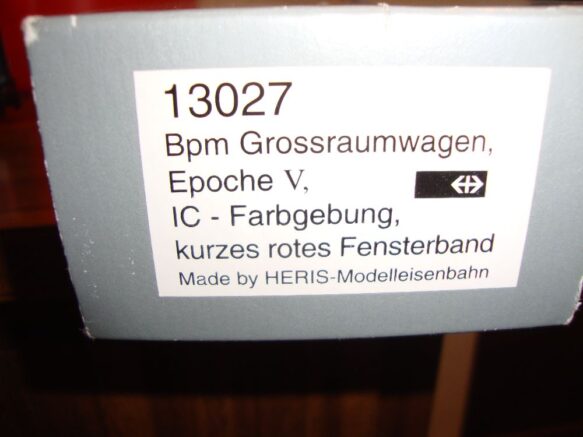 13027
Bpm Grossraumwagen,
Epoche V,
IC - Farbgebung,
kurzes rotes Fensterband
Made by HERIS-Modelleisenbahn